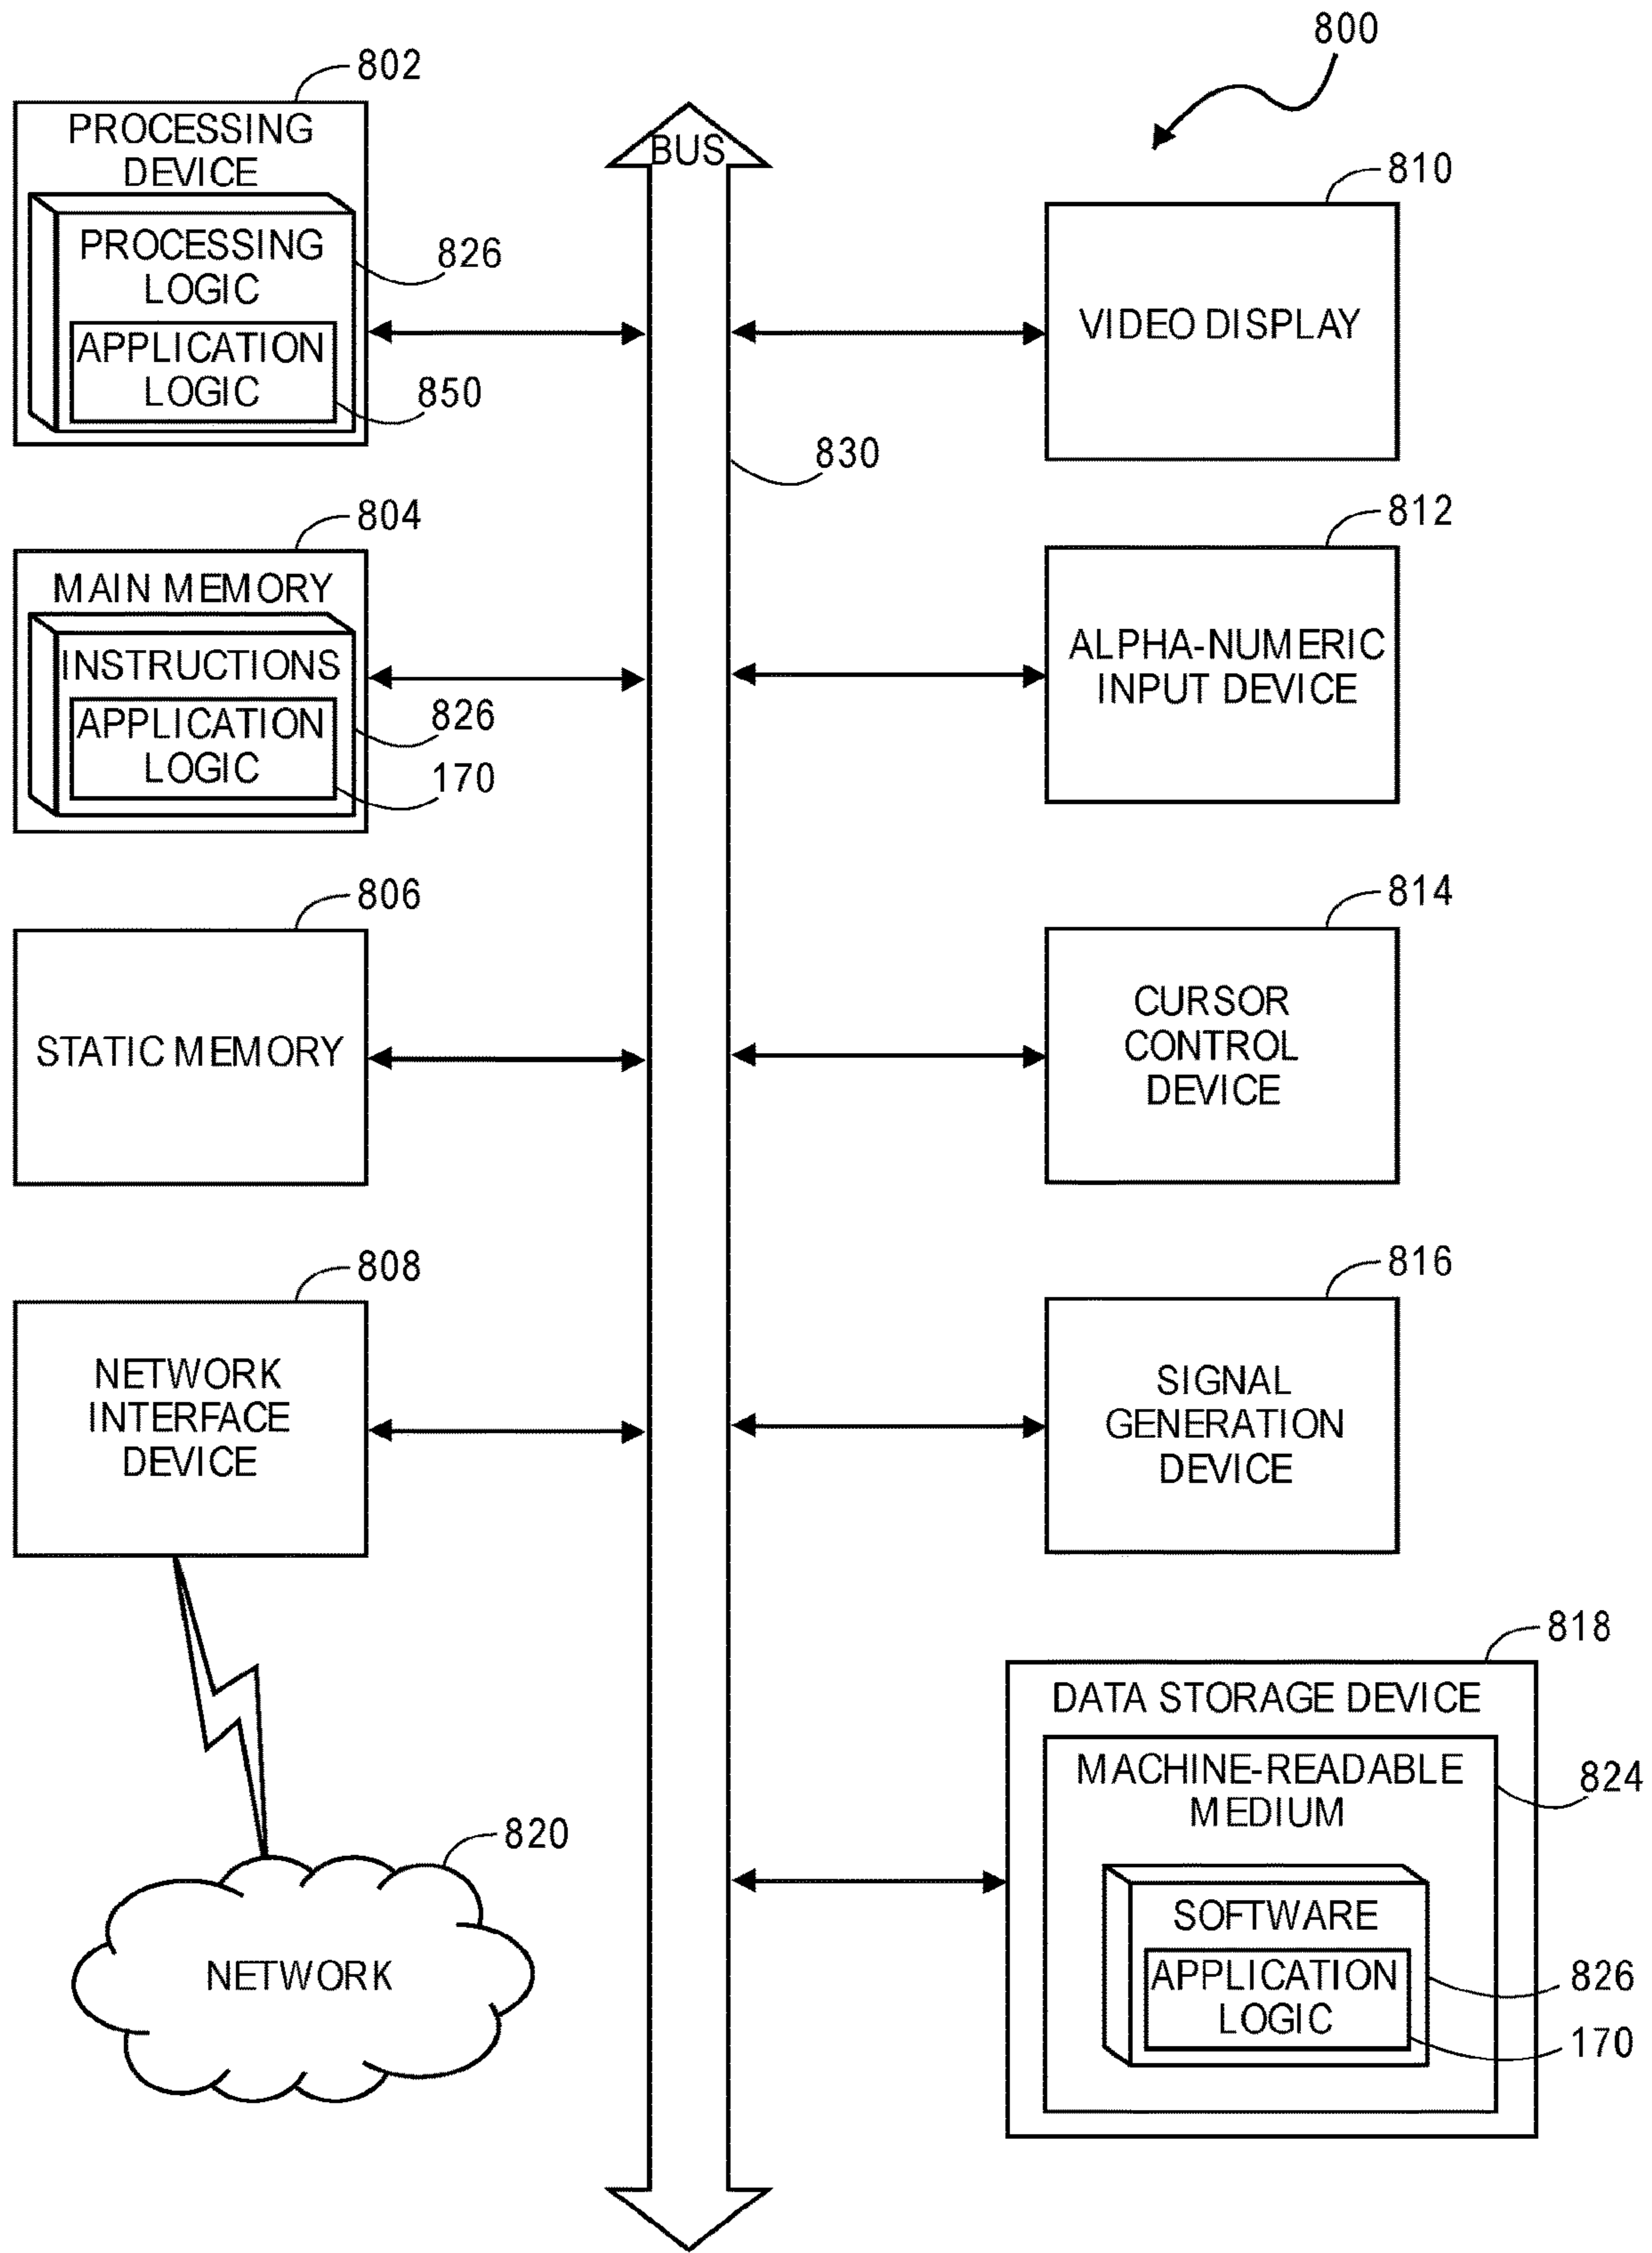 800
802
PROCESSING
DEVICE
PROCESSING
LOGIC
826
APPLICATION
LOGIC
850
BUS
830
810
VIDEO DISPLAY
804
MAIN MEMORY
INSTRUCTIONS
826
APPLICATION
LOGIC
170
812
ALPHA-NUMERIC
INPUT DEVICE
806
STATIC MEMORY
814
CURSOR
CONTROL
DEVICE
808
NETWORK
INTERFACE
DEVICE
816
SIGNAL
GENERATION
DEVICE
820
NETWORK
818
DATA STORAGE DEVICE
MACHINE-READABLE
MEDIUM
824
SOFTWARE
826
APPLICATION
LOGIC
170